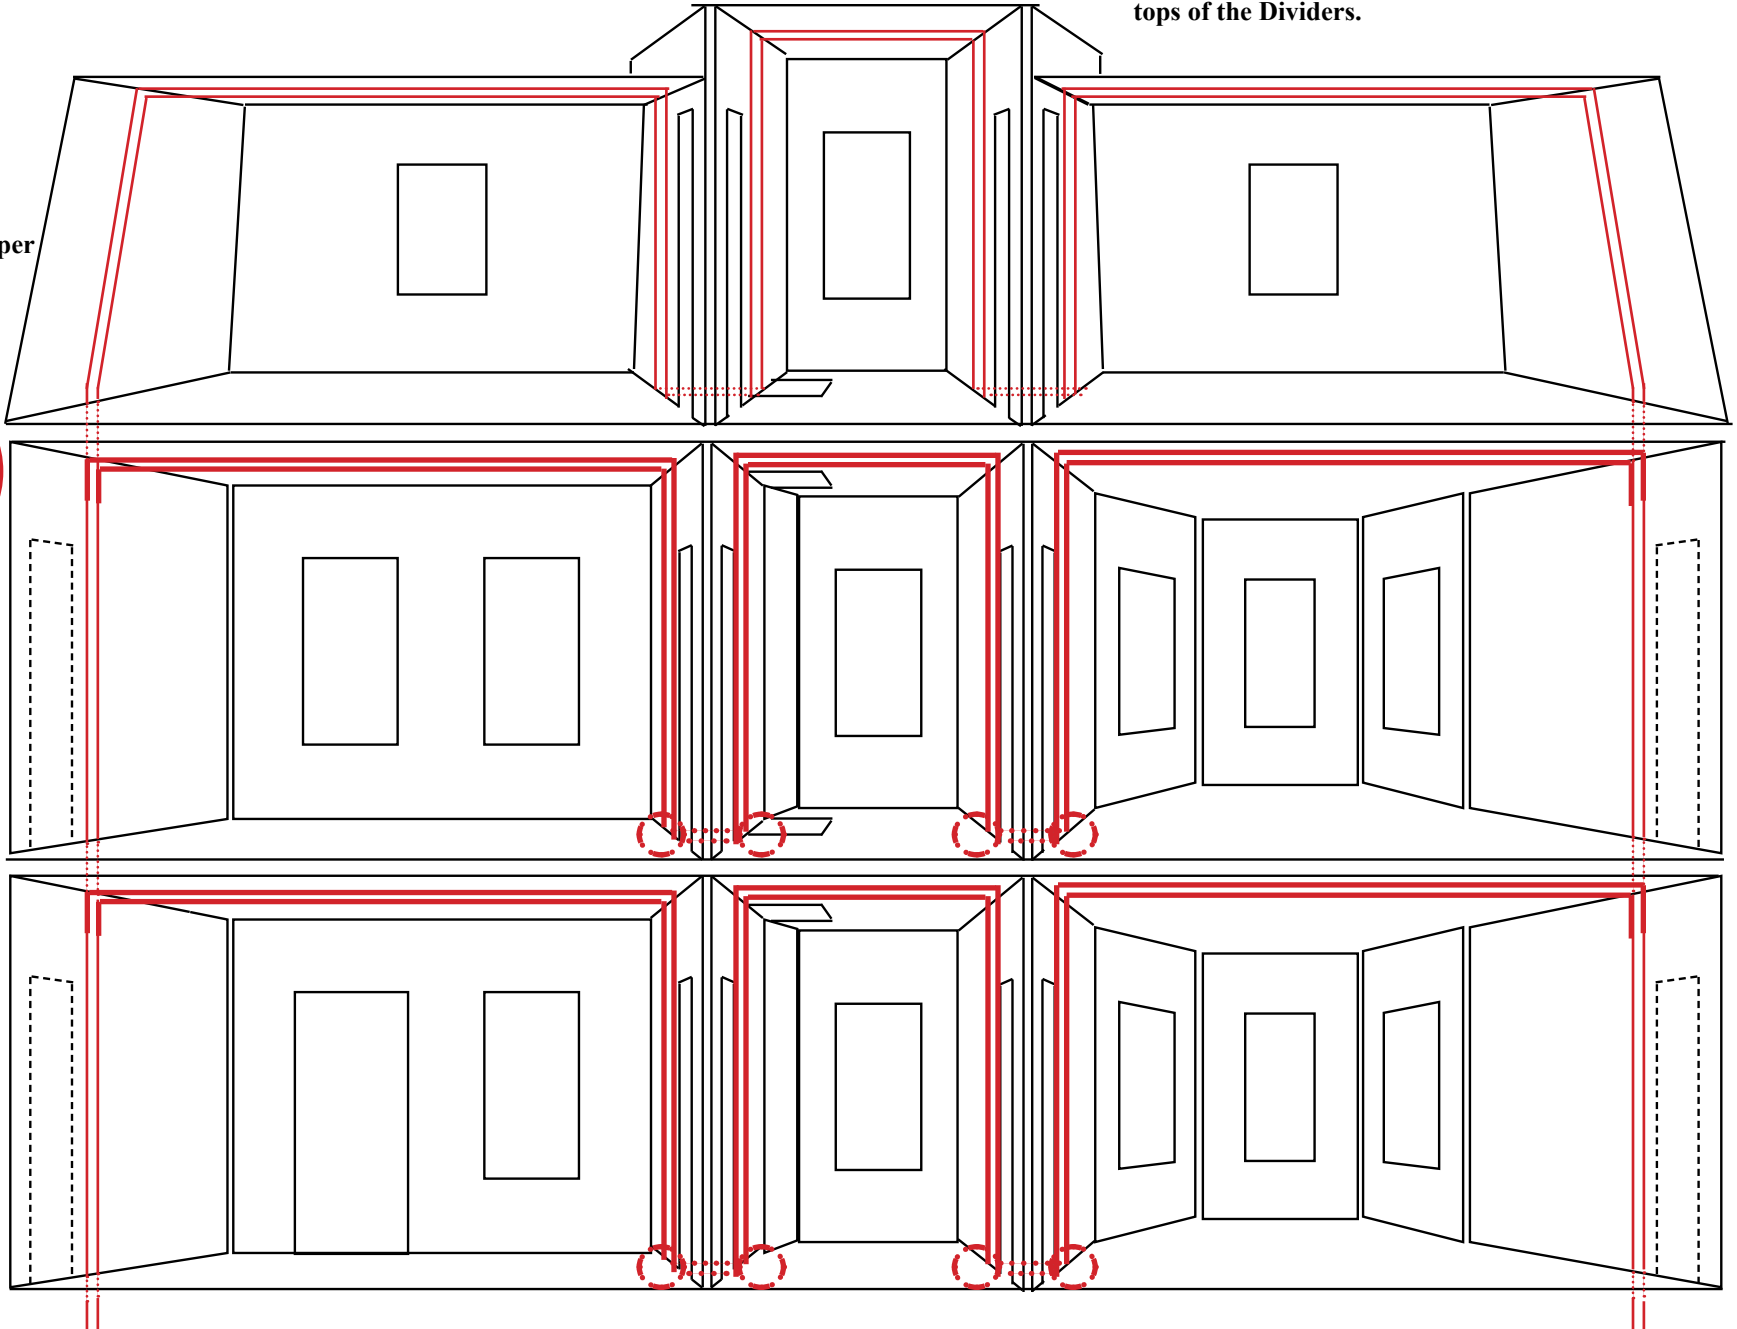 tops of the Dividers.
per